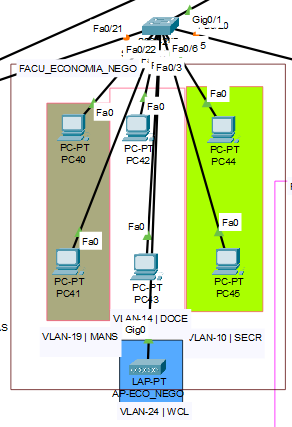 Gig0/1
Fa0/21
Fa0/22
Fa0/6
5
FACU_ECONOMIA_NEGO
Fa0/3
Fa0
Fa0
Fa0
PC-PT
PC40
PC-PT
PC42
PC-PT
PC44
Fa0
Fa0
Fa0
PC-PT
PC41
PC-PT
PC43
PC-PT
PC45
VLAN-14 | DOCE
VLAN-19 | MANS
Gig0
VLAN-10 | SECR
LAP-PT
AP-ECO_NEGO
VLAN-24 | WCL